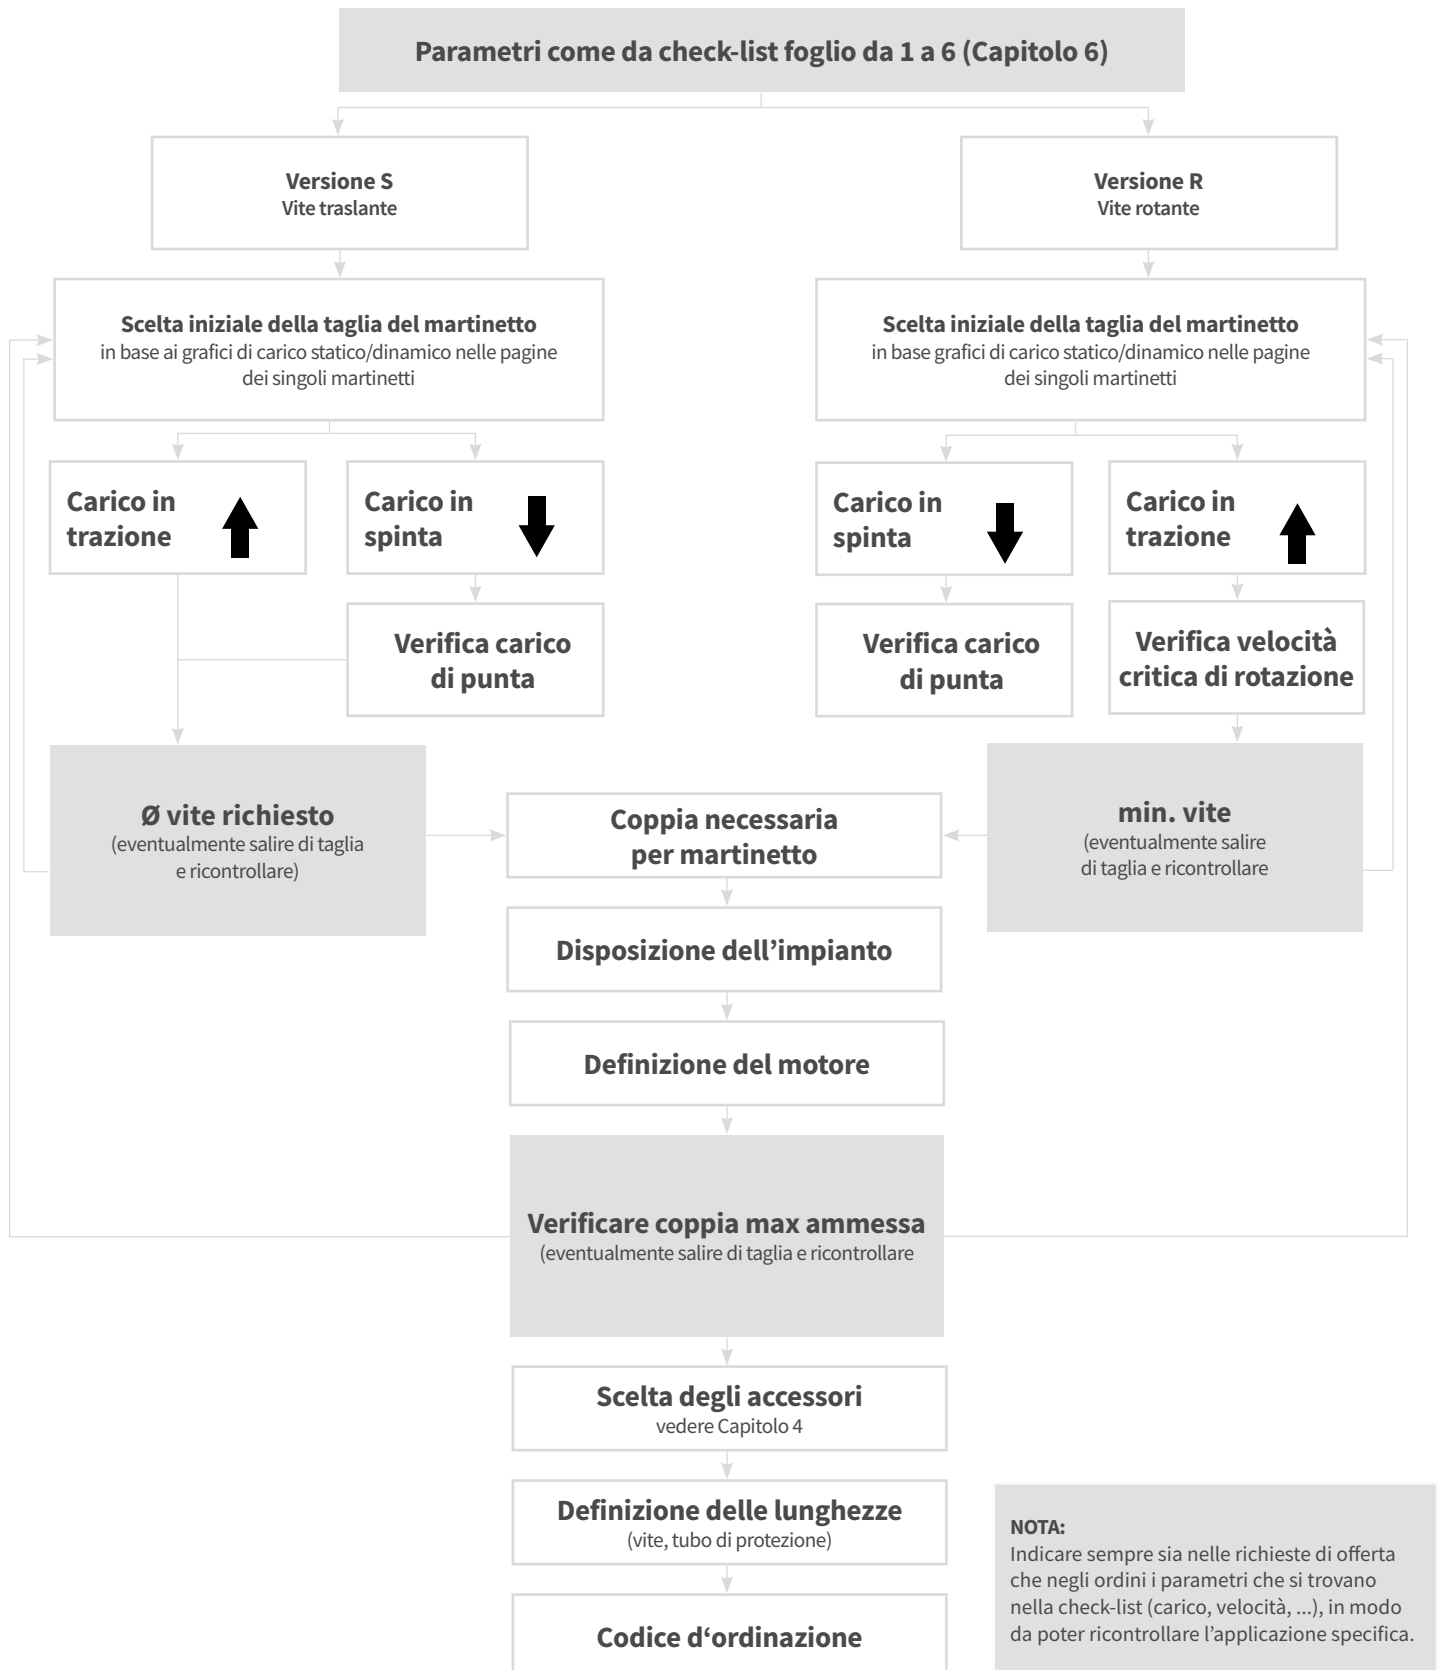 Parametri come da check-list foglio da 1 a 6 (Capitolo 6)
Versione S
Vite traslante
Versione R
Vite rotante
Scelta iniziale della taglia del martinetto
in base ai grafici di carico statico/dinamico nelle pagine
dei singoli martinetti
Scelta iniziale della taglia del martinetto
in base grafici di carico statico/dinamico nelle pagine
dei singoli martinetti
Carico in
trazione
Carico in
spinta
Carico in
spinta
Carico in
trazione
Verifica carico
di punta
Verifica carico
di punta
Verifica velocità
critica di rotazione
Ø vite richiesto
(eventualmente salire di taglia
e ricontrollare)
Coppia necessaria
per martinetto
min. vite
(eventualmente salire
di taglia e ricontrollare
Disposizione dell’impianto
Definizione del motore
Verificare coppia max ammessa
(eventualmente salire di taglia e ricontrollare
Scelta degli accessori
vedere Capitolo 4
Definizione delle lunghezze
(vite, tubo di protezione)
Codice d‘ordinazione
NOTA:
Indicare sempre sia nelle richieste di offerta
che negli ordini i parametri che si trovano
nella check-list (carico, velocità, ...), in modo
da poter ricontrollare l’applicazione specifica.